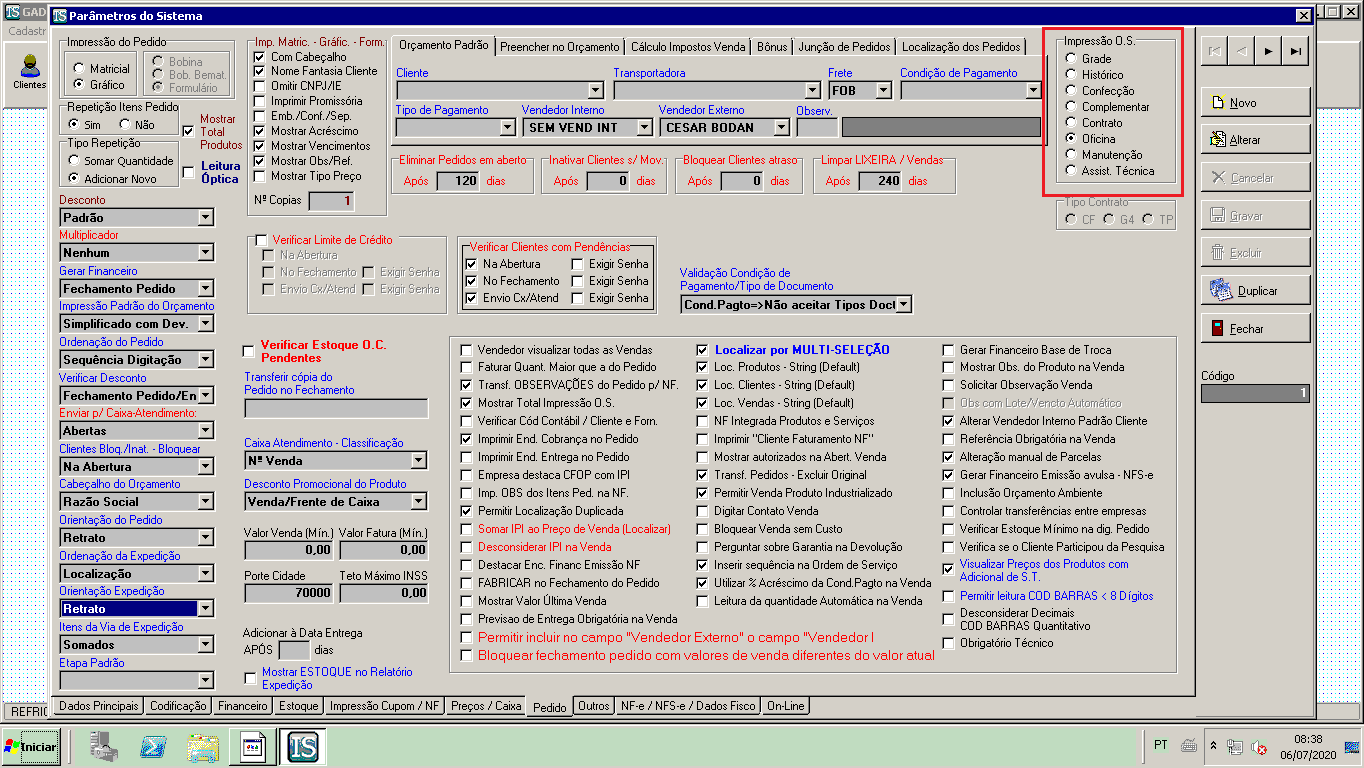 GAD
Parâmetros do Sistema
Cadastr
Clientes
Impressão do Pedido
Matricial
Gráfico
Bobina
Bob. Bemat.
Formulário
Repetição Itens Pedido
Sim
Não
Tipo Repetição
Somar Quantidade
Adicionar Novo
Mostrar
Total
Produtos
Leitura
Óptica
Desconto
Padrão
Multiplicador
Nenhum
Gerar Financeiro
Fechamento Pedido
Impressão Padrão do Orçamento
Simplificado com Dev.
Ordenação do Pedido
Sequência Digitação
Verificar Desconto
Fechamento Pedido/En
Enviar p/ Caixa-Atendimento:
Abertas
Clientes Bloq./Inat. - Bloquear
Na Abertura
Cabeçalho do Orçamento
Razão Social
Orientação do Pedido
Retrato
Ordenação da Expedição
Localização
Orientação Expedição
Retrato
Itens da Via de Expedição
Somados
Etapa Padrão
Imp. Matric. - Gráfic. - Form.
Com Cabeçalho
Nome Fantasia Cliente
Omitir CNPJ/IE
Imprimir Promissória
Emb./Conf./Sep.
Mostrar Acréscimo
Mostrar Vencimentos
Mostrar Obs/Ref.
Mostrar Tipo Preço
Nº Copias
1
Orçamento Padrão
Preencher no Orçamento
Cálculo Impostos Venda
Bônus
Junção de Pedidos
Localização dos Pedidos
Cliente
Transportadora
Frete
FOB
Condição de Pagamento
Tipo de Pagamento
Vendedor Interno
SEM VEND INT
Vendedor Externo
CESAR BODAN
Observ.
Eliminar Pedidos em aberto
Após 120 dias
Inativar Clientes s/ Mov.
Após 0 dias
Bloquear Clientes atraso
Após 0 dias
Limpar LIXEIRA / Vendas
Após 240 dias
Impressão O.S.
Grade
Histórico
Confecção
Complementar
Contrato
Oficina
Manutenção
Assist. Técnica
Tipo Contrato
CF G4 TP
Verificar Limite de Crédito
Na Abertura
No Fechamento Exigir Senha
Envio Cx/Atend Exigir Senha
Verificar Clientes com Pendências
Na Abertura Exigir Senha
No Fechamento Exigir Senha
Envio Cx/Atend Exigir Senha
Validação Condição de
Pagamento/Tipo de Documento
Cond.Pagto=>Não aceitar Tipos Doct
Verificar Estoque O.C.
Pendentes
Transferir cópia do
Pedido no Fechamento
Caixa Atendimento - Classificação
Nº Venda
Desconto Promocional do Produto
Venda/Frente de Caixa
Valor Venda (Mín.) Valor Fatura (Mín.)
0,00 0,00
Porte Cidade Teto Máximo INSS
70000 0,00
Adicionar à Data Entrega
APÓS dias
Mostrar ESTOQUE no Relatório
Expedição
Vendedor visualizar todas as Vendas
Faturar Quant. Maior que a do Pedido
Transf. OBSERVAÇÕES do Pedido p/ NF.
Mostrar Total Impressão O.S.
Verificar Cód Contábil / Cliente e Forn.
Imprimir End. Cobrança no Pedido
Imprimir End. Entrega no Pedido
Empresa destaca CFOP com IPI
Imp. OBS dos Itens Ped. na NF.
Permitir Localização Duplicada
Somar IPI ao Preço de Venda (Localizar)
Desconsiderar IPI na Venda
Destacar Enc. Financ Emissão NF
FABRICAR no Fechamento do Pedido
Mostrar Valor Última Venda
Previsao de Entrega Obrigatória na Venda
Permitir incluir no campo "Vendedor Externo" o campo "Vendedor I
Bloquear fechamento pedido com valores de venda diferentes do valor atual
Localizar por MULTI-SELEÇÃO
Loc. Produtos - String (Default)
Loc. Clientes - String (Default)
Loc. Vendas - String (Default)
NF Integrada Produtos e Serviços
Imprimir "Cliente Faturamento NF"
Mostrar autorizados na Abert. Venda
Transf. Pedidos - Excluir Original
Permitir Venda Produto Industrializado
Digitar Contato Venda
Bloquear Venda sem Custo
Perguntar sobre Garantia na Devolução
Inserir sequência na Ordem de Serviço
Utilizar % Acréscimo da Cond.Pagto na Venda
Leitura da quantidade Automática na Venda
Gerar Financeiro Base de Troca
Mostrar Obs. do Produto na Venda
Solicitar Observação Venda
Obs com Lote/Vencto Automático
Alterar Vendedor Interno Padrão Cliente
Referência Obrigatória na Venda
Alteração manual de Parcelas
Gerar Financeiro Emissão avulsa - NFS-e
Inclusão Orçamento Ambiente
Controlar transferências entre empresas
Verificar Estoque Mínimo na dig. Pedido
Verifica se o Cliente Participou da Pesquisa
Visualizar Preços dos Produtos com
Adicional de S.T.
Permitir leitura COD BARRAS < 8 Dígitos
Desconsiderar Decimais
COD BARRAS Quantitativo
Obrigatório Técnico
Novo
Alterar
Cancelar
Gravar
Excluir
Duplicar
Fechar
Código
1
Dados Principais
Codificação
Financeiro
Estoque
Impressão Cupom / NF
Preços / Caixa
Pedido
Outros
NF-e / NFS-e / Dados Fisco
On-Line
REFRIG
Iniciar
PT
08:38
06/07/2020